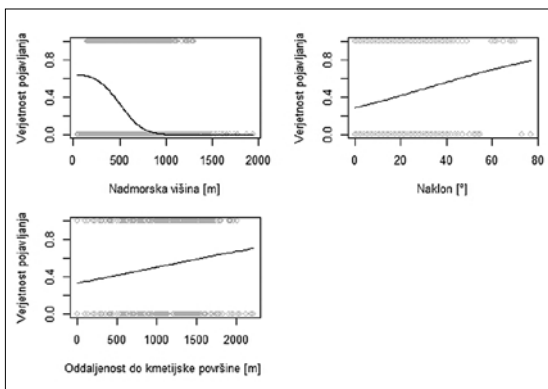 Verjetnost pojavljanja
0.0 0.4 0.8
0 500 1000 1500 2000
Nadmorska višina [m]
Verjetnost pojavljanja
0.0 0.4 0.8
0 20 40 60 80
Naklon [°]
Verjetnost pojavljanja
0.0 0.4 0.8
0 500 1000 1500 2000
Oddaljenost do kmetijske površine [m]